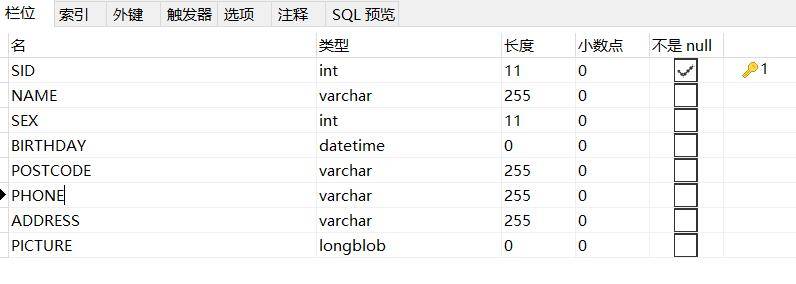 栏位 索引 外键 触发器 选项 注释 SQL 预览
名 类型 长度 小数点 不是 null
SID int 11 0 1
NAME varchar 255 0
SEX int 11 0
BIRTHDAY datetime 0 0
POSTCODE varchar 255 0
PHONE varchar 255 0
ADDRESS varchar 255 0
PICTURE longblob 0 0